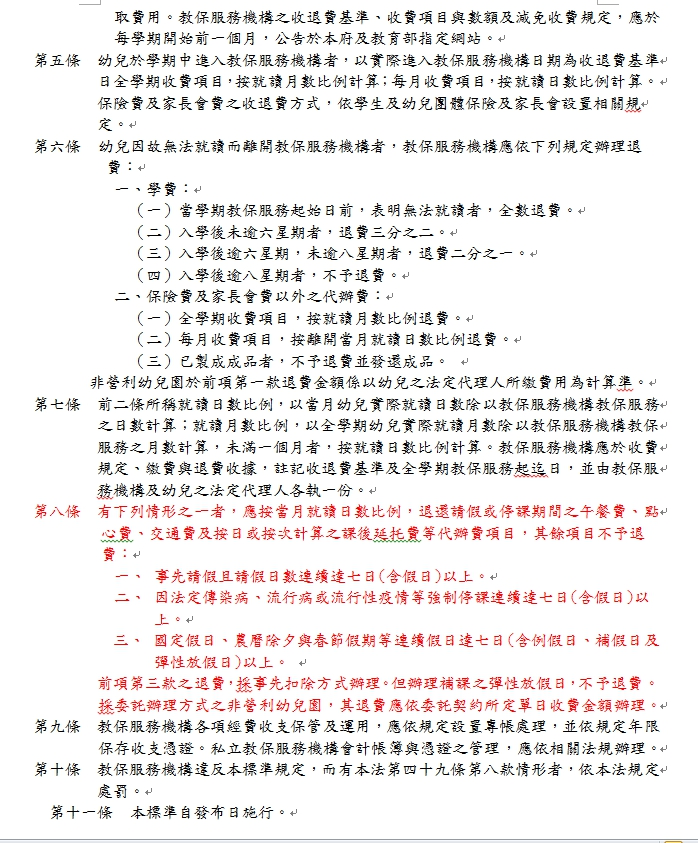 取費用。教保服務機構之收退費基準、收費項目與數額及減免收費規定，應於
每學期開始前一個月，公告於本府及教育部指定網站。
第五條　幼兒於學期中進入教保服務機構者，以實際進入教保服務機構日期為收退費基準
日全學期收費項目，按就讀月數比例計算；每月收費項目，按就讀日數比例計算。
保險費及家長會費之收退費方式，依學生及幼兒團體保險及家長會設置相關規
定。
第六條　幼兒因故無法就讀而離開教保服務機構者，教保服務機構應依下列規定辦理退
費：
一、學費：
（一）當學期教保服務起始日前，表明無法就讀者，全數退費。
（二）入學後未逾六星期者，退費三分之二。
（三）入學後逾六星期，未逾八星期者，退費二分之一。
（四）入學後逾八星期者，不予退費。
二、保險費及家長會費以外之代辦費：
（一）全學期收費項目，按就讀月數比例退費。
（二）每月收費項目，按離開當月就讀日數比例退費。
（三）已製成成品者，不予退費並發還成品。
非營利幼兒園於前項第一款退費金額係以幼兒之法定代理人所繳費用為計算準。
第七條　前二條所稱就讀日數比例，以當月幼兒實際就讀日數除以教保服務機構教保服務
之日數計算；就讀月數比例，以全學期幼兒實際就讀月數除以教保服務機構教保
服務之月數計算，未滿一個月者，按就讀日數比例計算。教保服務機構應於收費
規定、繳費與退費收據，註記收退費基準及全學期教保服務起迄日，並由教保服
務機構及幼兒之法定代理人各執一份。
第八條　有下列情形之一者，應按當月就讀日數比例，退還請假或停課期間之午餐費、點
心費、交通費及按日或按次計算之課後延托費等代辦費項目，其餘項目不予退
費：
一、 事先請假且請假日數連續達七日(含假日)以上。
二、 因法定傳染病、流行病或流行性疫情等強制停課連續達七日(含假日)以
上。
三、 國定假日、農曆除夕與春節假期等連續假日達七日(含例假日、補假日及
彈性放假日)以上。
前項第三款之退費，採事先扣除方式辦理。但辦理補課之彈性放假日，不予退費。
採委託辦理方式之非營利幼兒園，其退費應依委託契約所定單日收費金額辦理。
第九條　教保服務機構各項經費收支保管及運用，應依規定設置專帳處理，並依規定年限
保存收支憑證。私立教保服務機構會計帳簿與憑證之管理，應依相關法規辦理。
第十條　教保服務機構違反本標準規定，而有本法第四十九條第八款情形者，依本法規定
處罰。
第十一條　本標準自發布日施行。